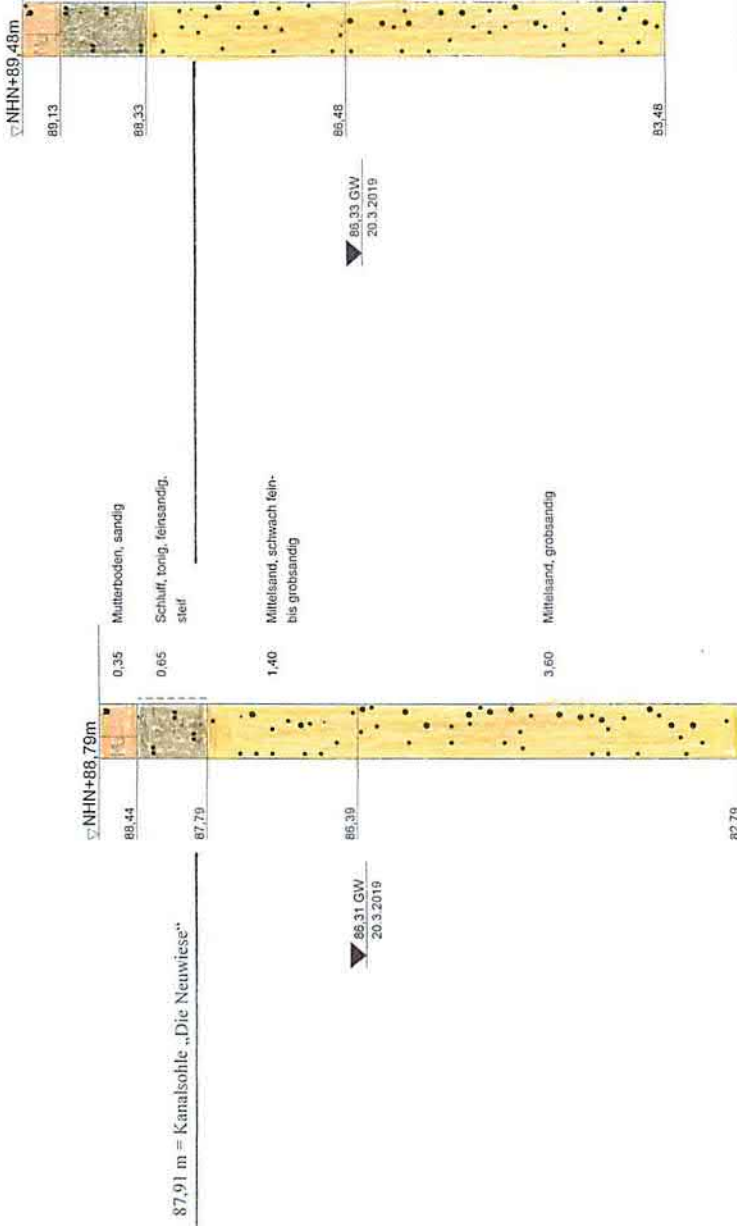 ▽NHN+88,79m
88,44
87,79
86,39
82,79
MU
0,35 Mutterboden, sandig
0,65 Schluff, tonig, feinsandig,
steif
1,40 Mittelsand, schwach fein-
bis grobsandig
3,60 Mittelsand, grobsandig
87,91 m = Kanalsohle „Die Neuwiese“
86,31 GW
20.3.2019
▽NHN+89,48m
89,13
88,33
86,48
83,48
MU
86,33 GW
20.3.2019